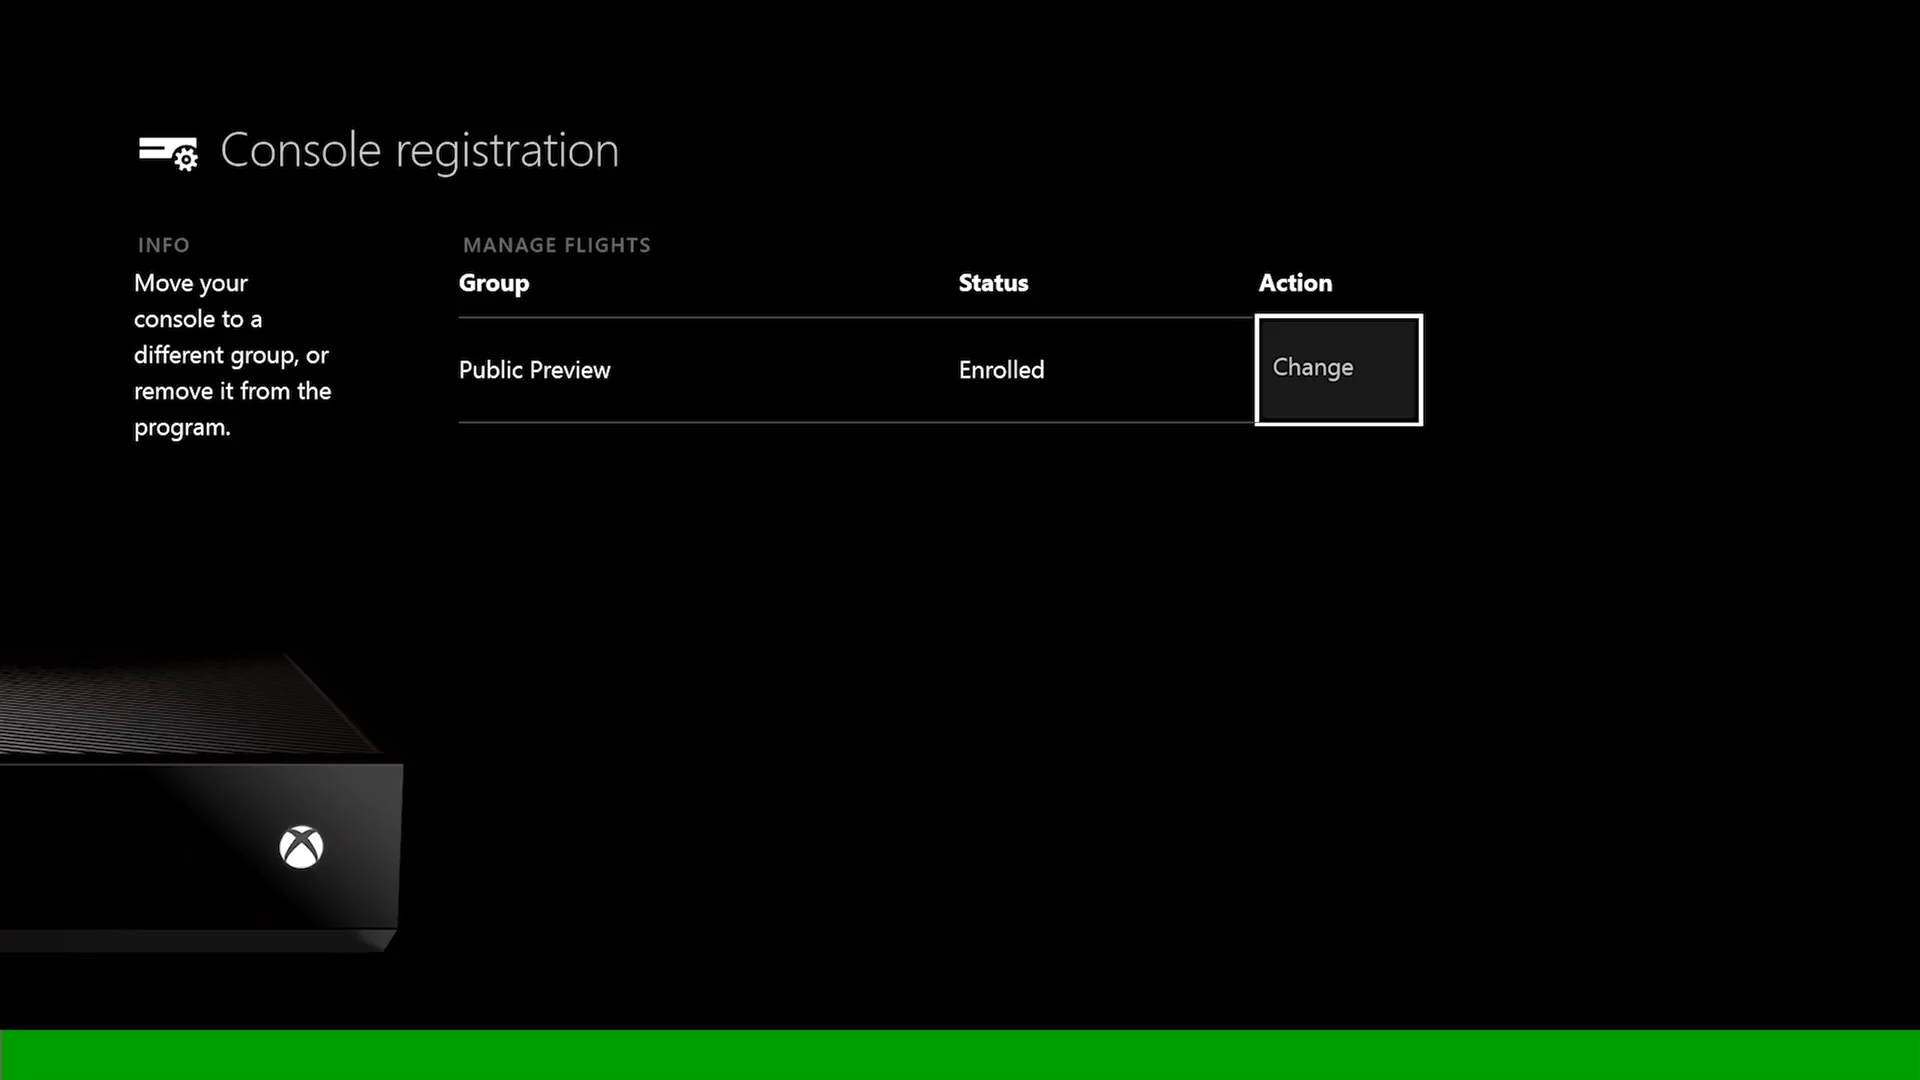 Console registration
INFO
Move your
console to a
different group, or
remove it from the
program.
MANAGE FLIGHTS
Group Status Action
Public Preview Enrolled Change